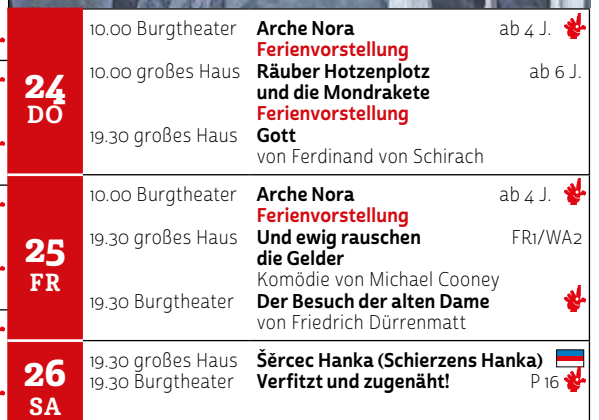 24
DO
10.00 Burgtheater Arche Nora ab 4 J.
Ferienvorstellung
10.00 großes Haus Räuber Hotzenplotz ab 6 J.
und die Mondrakete
Ferienvorstellung
19.30 großes Haus Gott
von Ferdinand von Schirach
25
FR
10.00 Burgtheater Arche Nora ab 4 J.
Ferienvorstellung
19.30 großes Haus Und ewig rauschen FR1/WA2
die Gelder
Komödie von Michael Cooney
19.30 Burgtheater Der Besuch der alten Dame
von Friedrich Dürrenmatt
26
SA
19.30 großes Haus Šěrcec Hanka (Schierzens Hanka)
19.30 Burgtheater Verfitzt und zugenäht! P 16